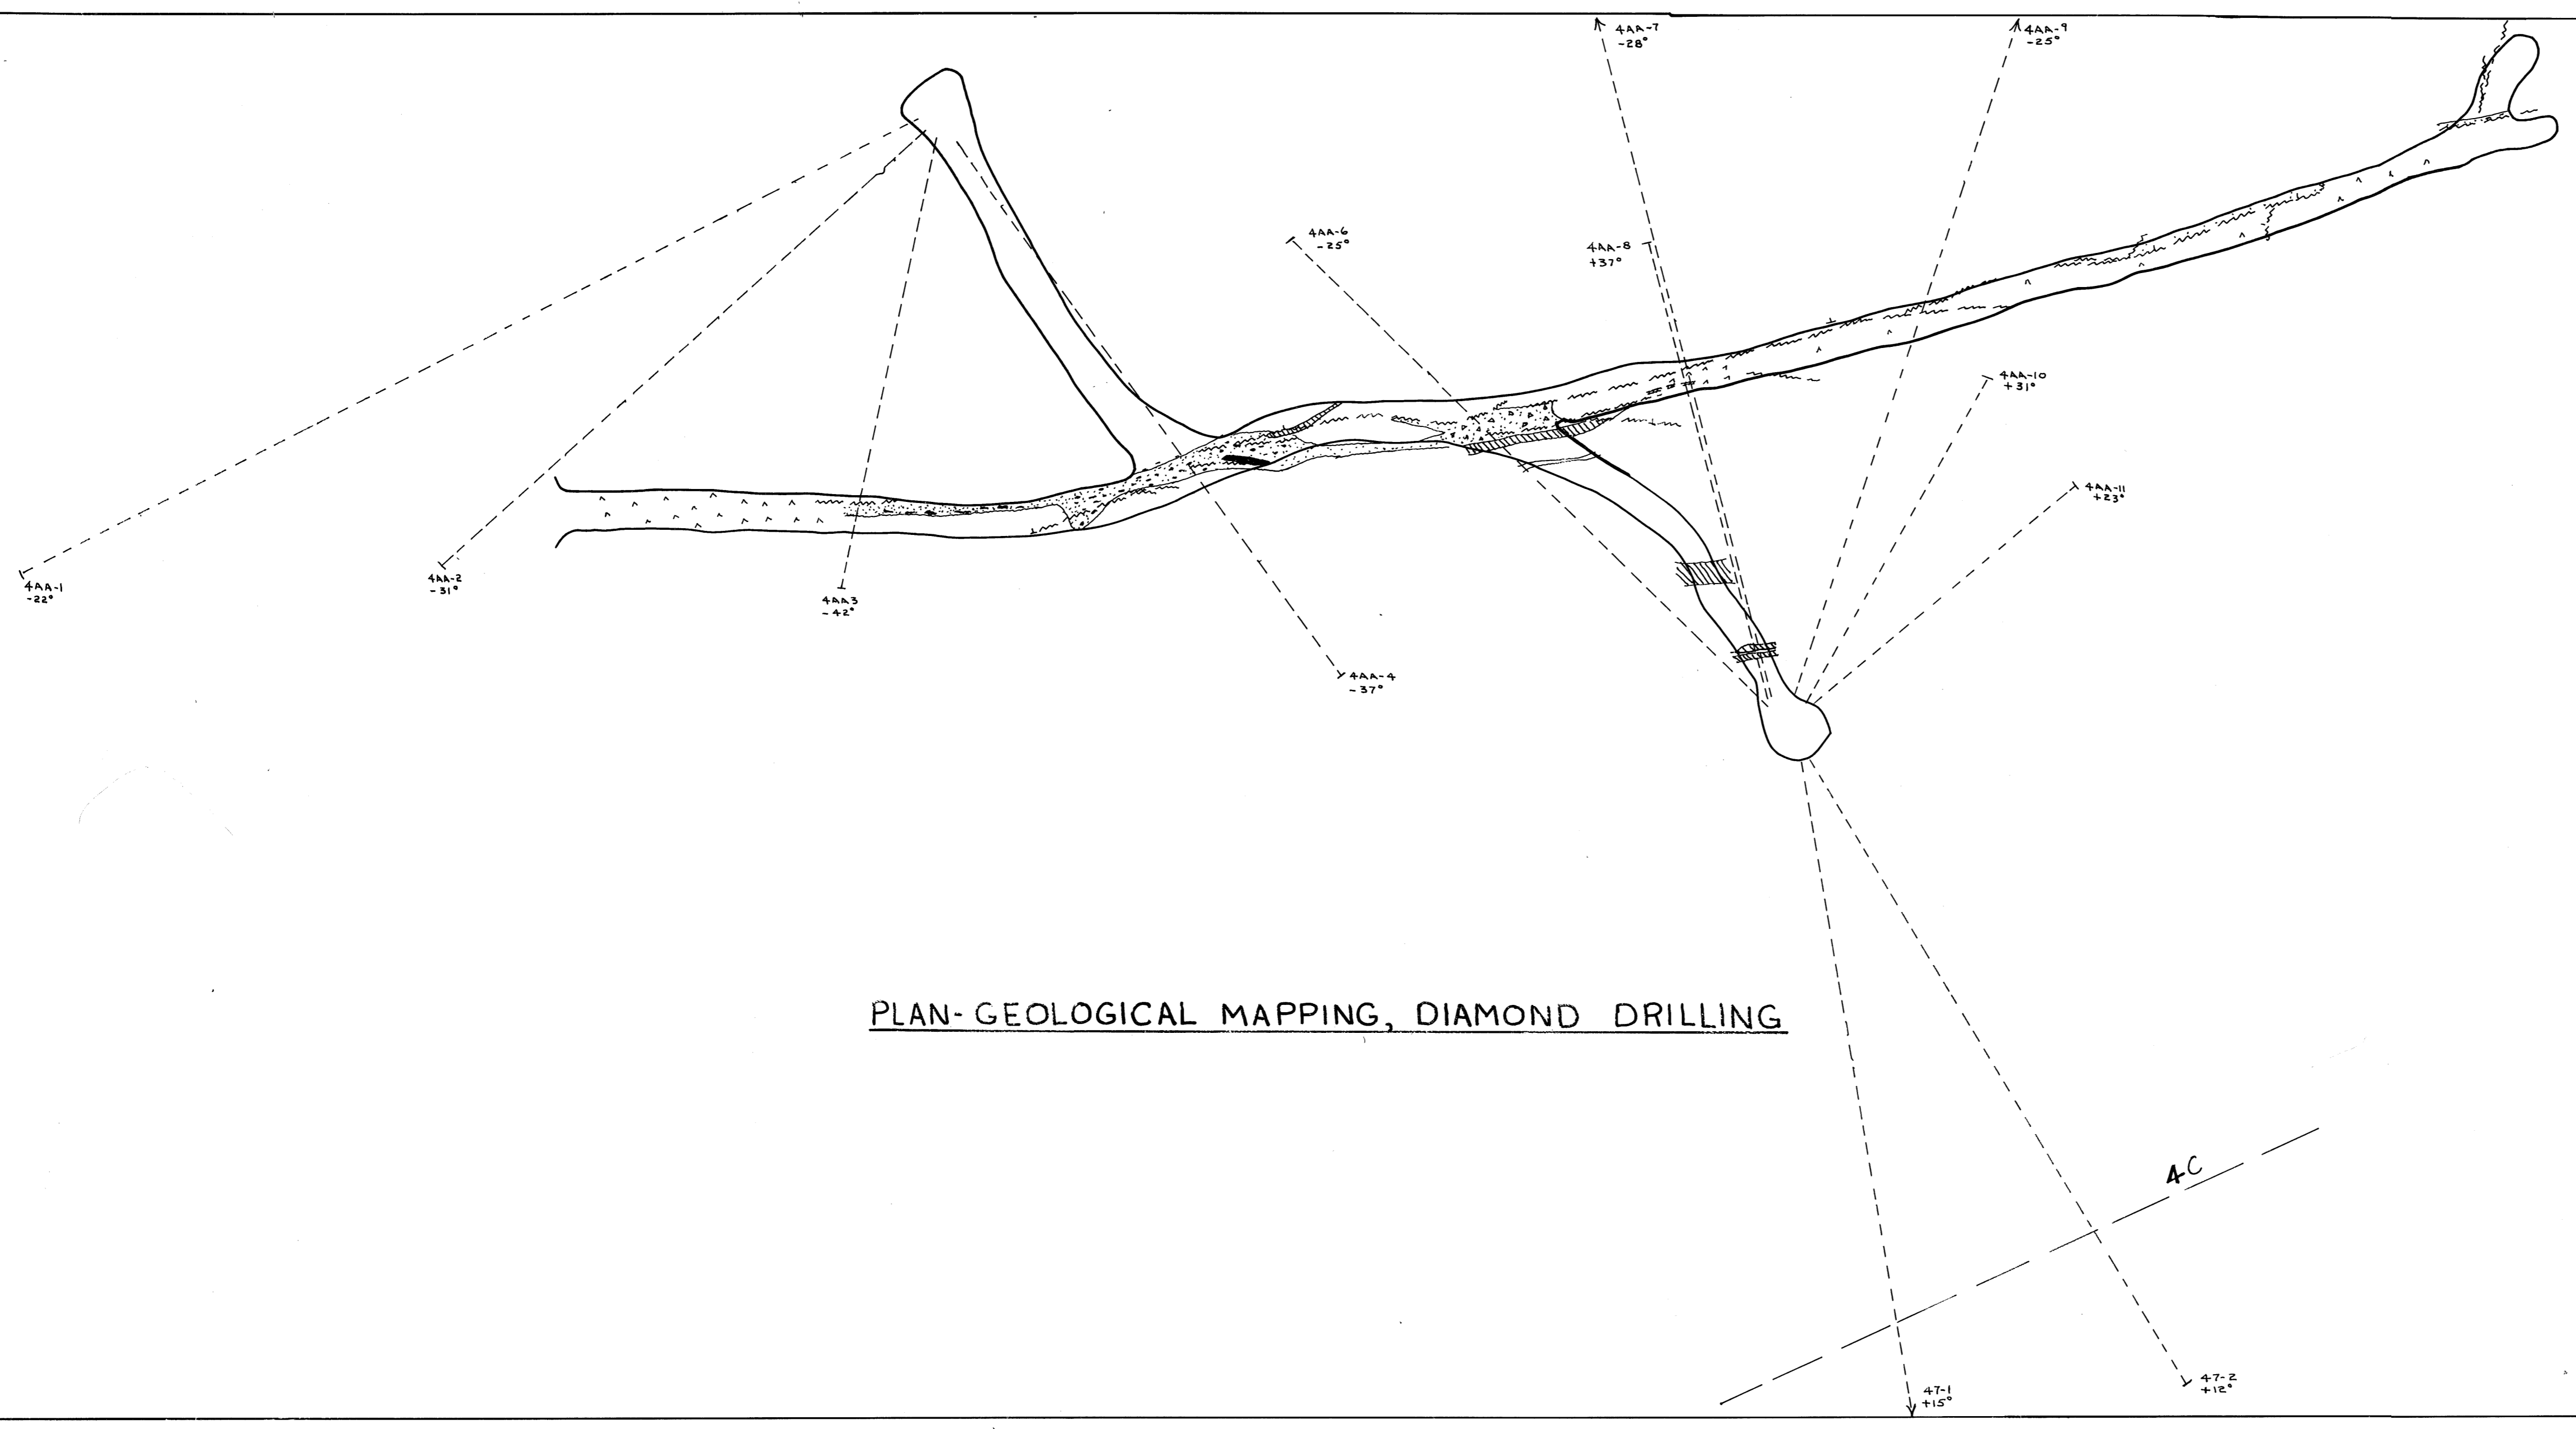 4AA-7
-28°
4AA-9
-25°
4AA-6
-25°
4AA-8
+37°
4AA-10
+31°
4AA-11
+23°
4AA-1
-22°
4AA-2
-31°
4AA3
-42°
4AA-4
-37°
PLAN-GEOLOGICAL MAPPING, DIAMOND DRILLING
4C
47-1
+15°
47-2
+12°